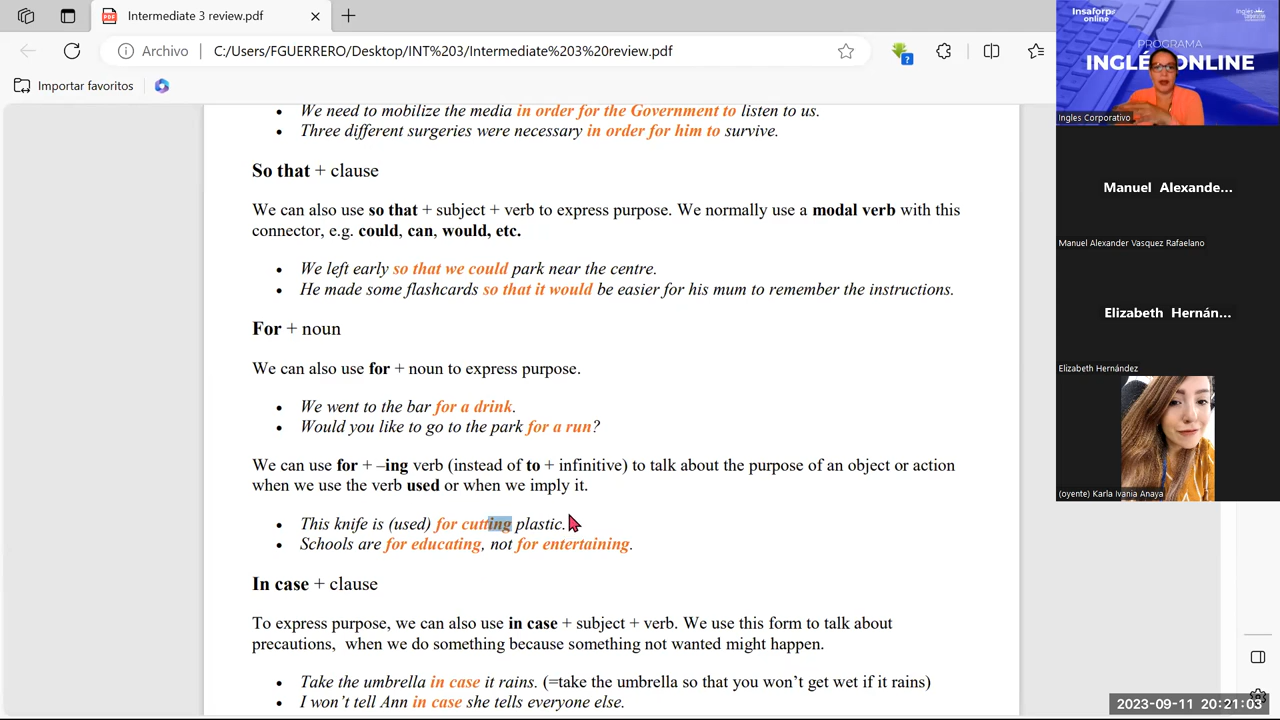 Intermediate 3 review.pdf
Archivo
C:/Users/FGUERRERO/Desktop/INT%203/Intermediate%203%20review.pdf
Importar favoritos
We need to mobilize the media in order for the Government to listen to us.
Three different surgeries were necessary in order for him to survive.
So that + clause
We can also use so that + subject + verb to express purpose. We normally use a modal verb with this
connector, e.g. could, can, would, etc.
We left early so that we could park near the centre.
He made some flashcards so that it would be easier for his mum to remember the instructions.
For + noun
We can also use for + noun to express purpose.
We went to the bar for a drink.
Would you like to go to the park for a run?
We can use for + –ing verb (instead of to + infinitive) to talk about the purpose of an object or action
when we use the verb used or when we imply it.
This knife is (used) for cutting plastic.
Schools are for educating, not for entertaining.
In case + clause
To express purpose, we can also use in case + subject + verb. We use this form to talk about
precautions, when we do something because something not wanted might happen.
Take the umbrella in case it rains. (=take the umbrella so that you won't get wet if it rains)
I won't tell Ann in case she tells everyone else.
Insaforp
online
PROGRAMA
INGLÉ ONLINE
Ingles Corporativo
Manuel Alexande...
Manuel Alexander Vasquez Rafaelano
Elizabeth Hernán...
Elizabeth Hernández
(oyente) Karla Ivania Anaya
2023-09-11 20:21:03